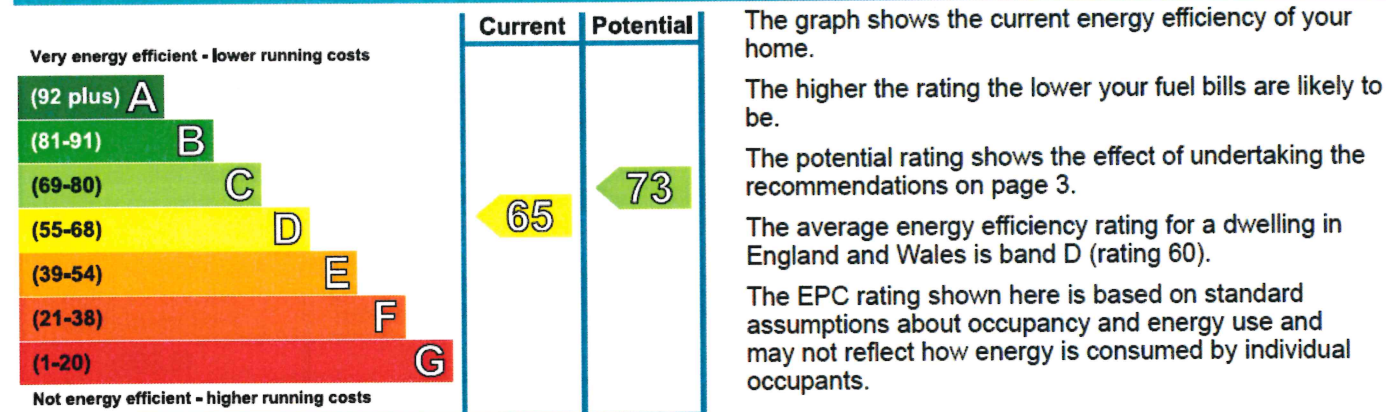 Current Potential
Very energy efficient - lower running costs
(92 plus) A
(81-91) B
(69-80) C
(55-68) D
(39-54) E
(21-38) F
(1-20) G
65
73
Not energy efficient - higher running costs
The graph shows the current energy efficiency of your
home.
The higher the rating the lower your fuel bills are likely to
be.
The potential rating shows the effect of undertaking the
recommendations on page 3.
The average energy efficiency rating for a dwelling in
England and Wales is band D (rating 60).
The EPC rating shown here is based on standard
assumptions about occupancy and energy use and
may not reflect how energy is consumed by individual
occupants.